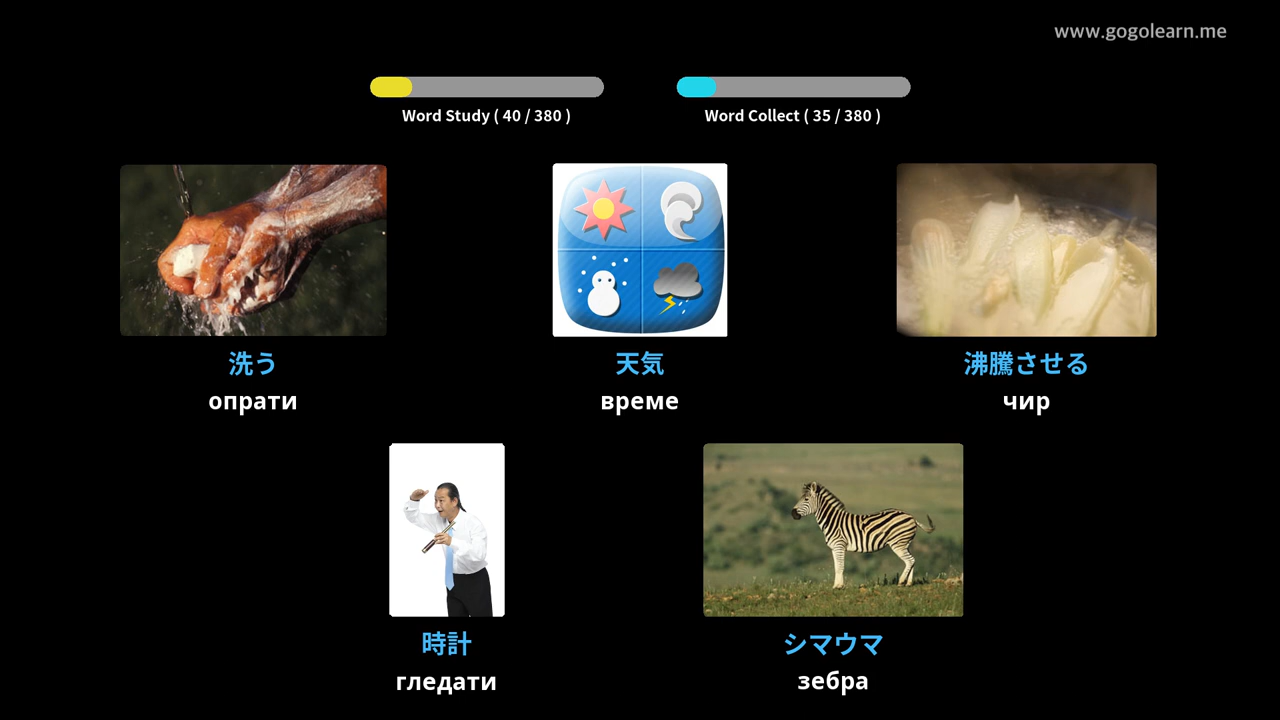 www.gogolearn.me
Word Study ( 40 / 380 )
Word Collect ( 35 / 380 )
洗う
опрати
天気
време
沸騰させる
чир
時計
гледати
シマウマ
зебра